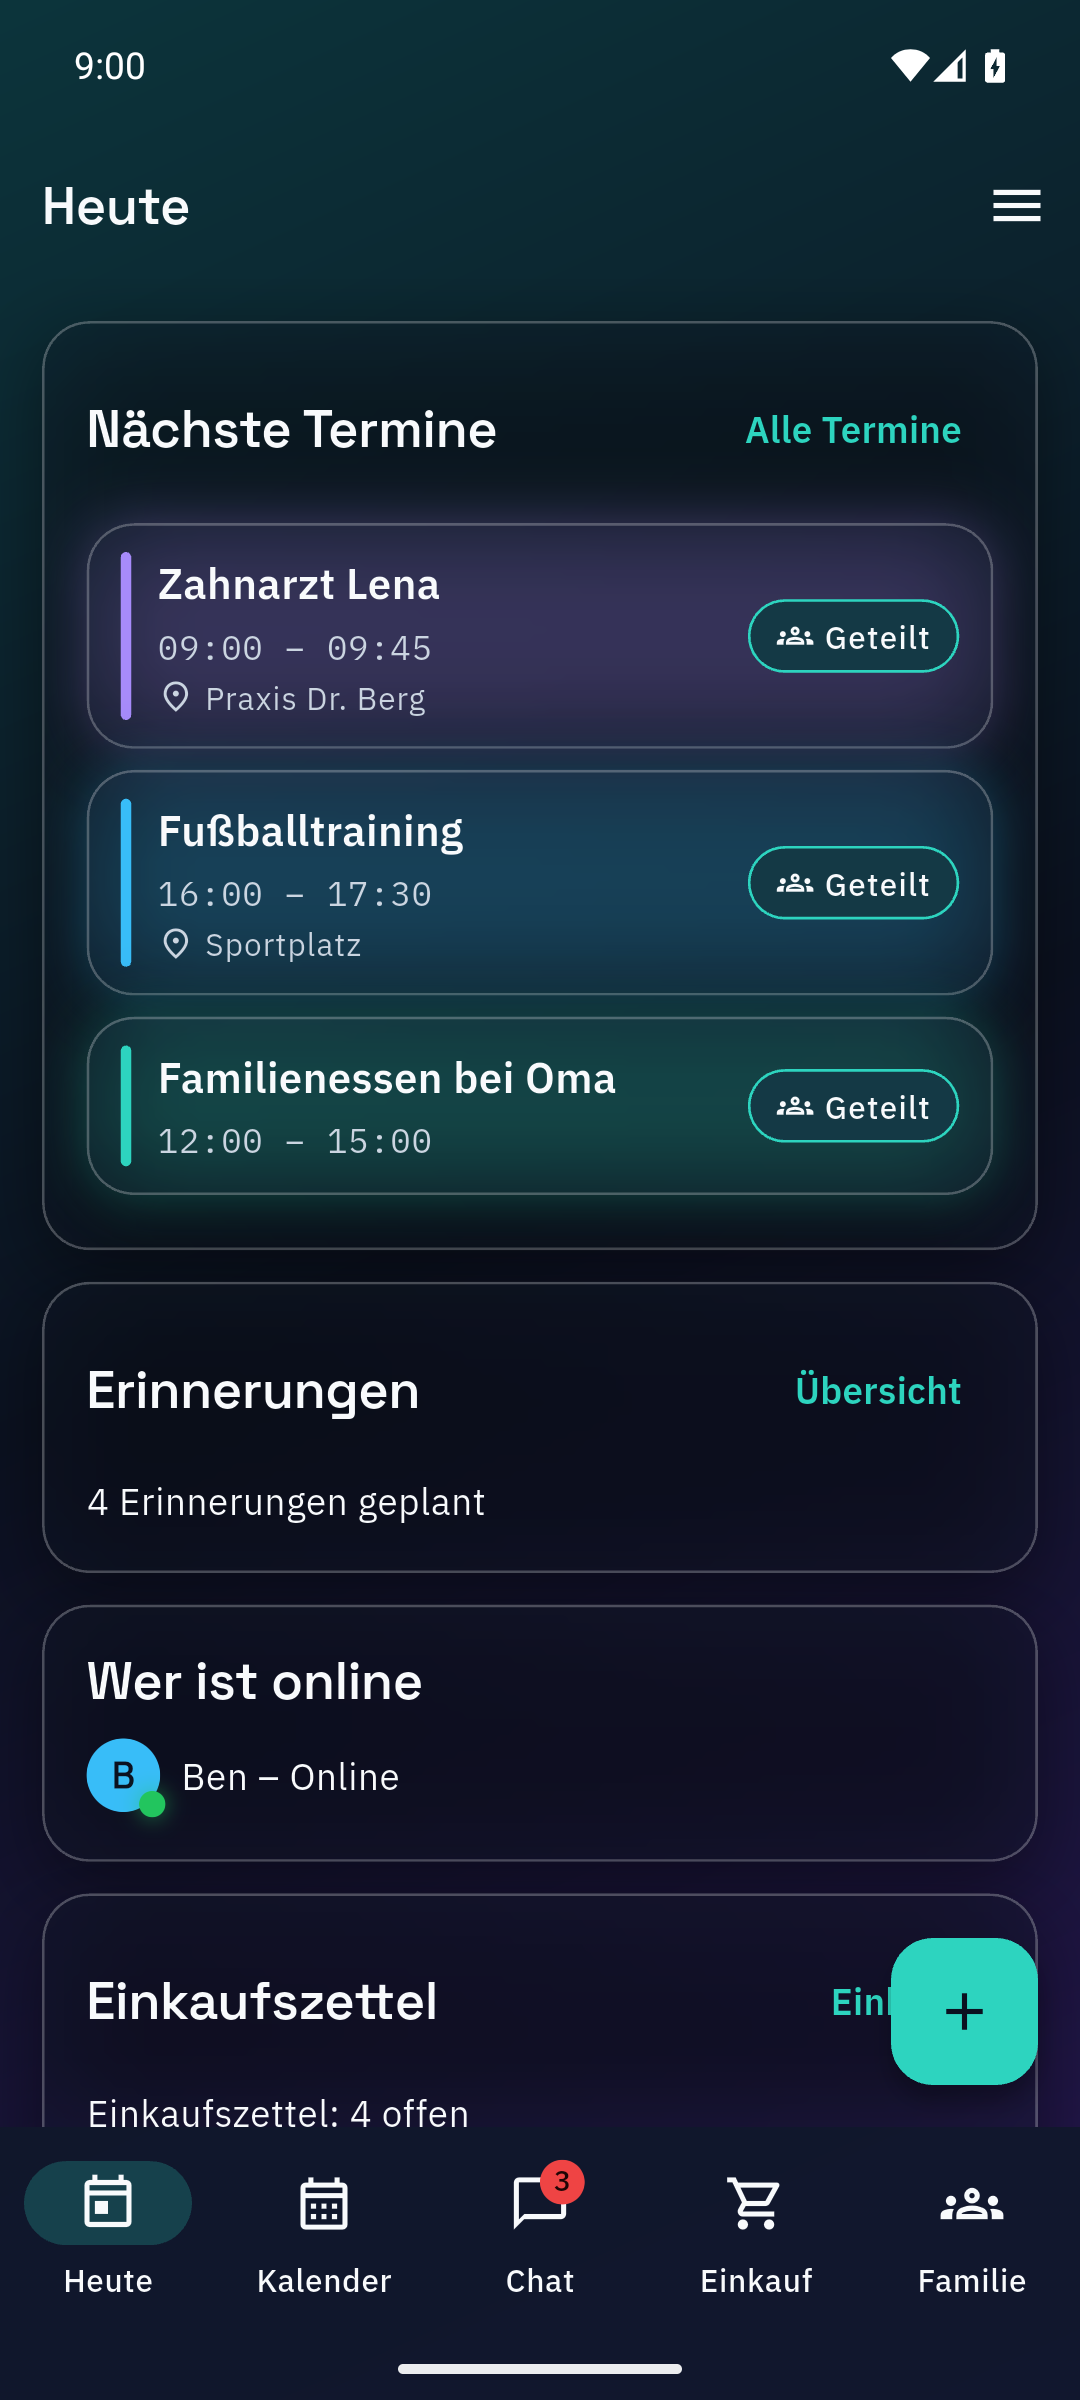 9:00
Heute
Nächste Termine
Alle Termine
Zahnarzt Lena
09:00 – 09:45
Praxis Dr. Berg
Geteilt
Fußballtraining
16:00 – 17:30
Sportplatz
Geteilt
Familienessen bei Oma
12:00 – 15:00
Geteilt
Erinnerungen
Übersicht
4 Erinnerungen geplant
Wer ist online
B
Ben – Online
Einkaufszettel
Einkaufszettel: 4 offen
3
Heute
Kalender
Chat
Einkauf
Familie